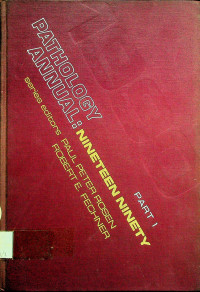 PATHOLOGY
ANNUAL: NINETEEN NINETY
series editors PAUL PETER ROSEN
ROBERT E. FECHNER
PART 1